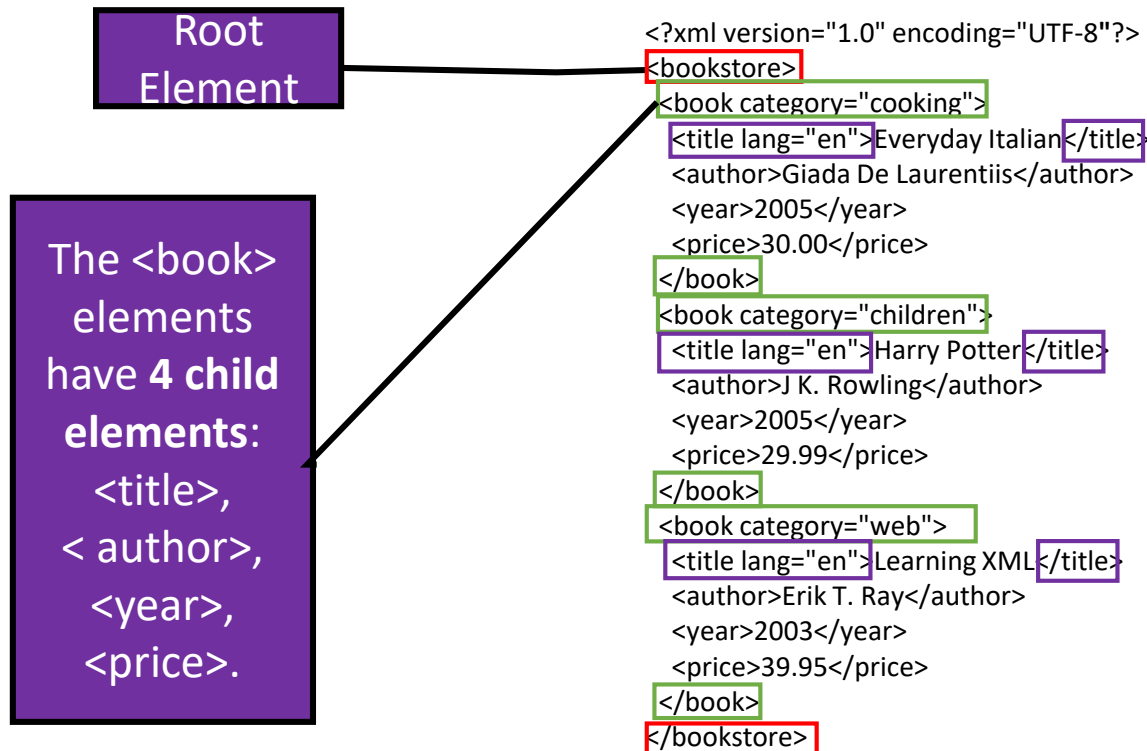 Root
Element
The <book>
elements
have 4 child
elements:
<title>,
< author>,
<year>,
<price>.
<?xml version="1.0" encoding="UTF-8"?>
<bookstore>
<book category="cooking">
<title lang="en">Everyday Italian</title>
<author>Giada De Laurentiis</author>
<year>2005</year>
<price>30.00</price>
</book>
<book category="children">
<title lang="en">Harry Potter</title>
<author>J K. Rowling</author>
<year>2005</year>
<price>29.99</price>
</book>
<book category="web">
<title lang="en">Learning XML</title>
<author>Erik T. Ray</author>
<year>2003</year>
<price>39.95</price>
</book>
</bookstore>